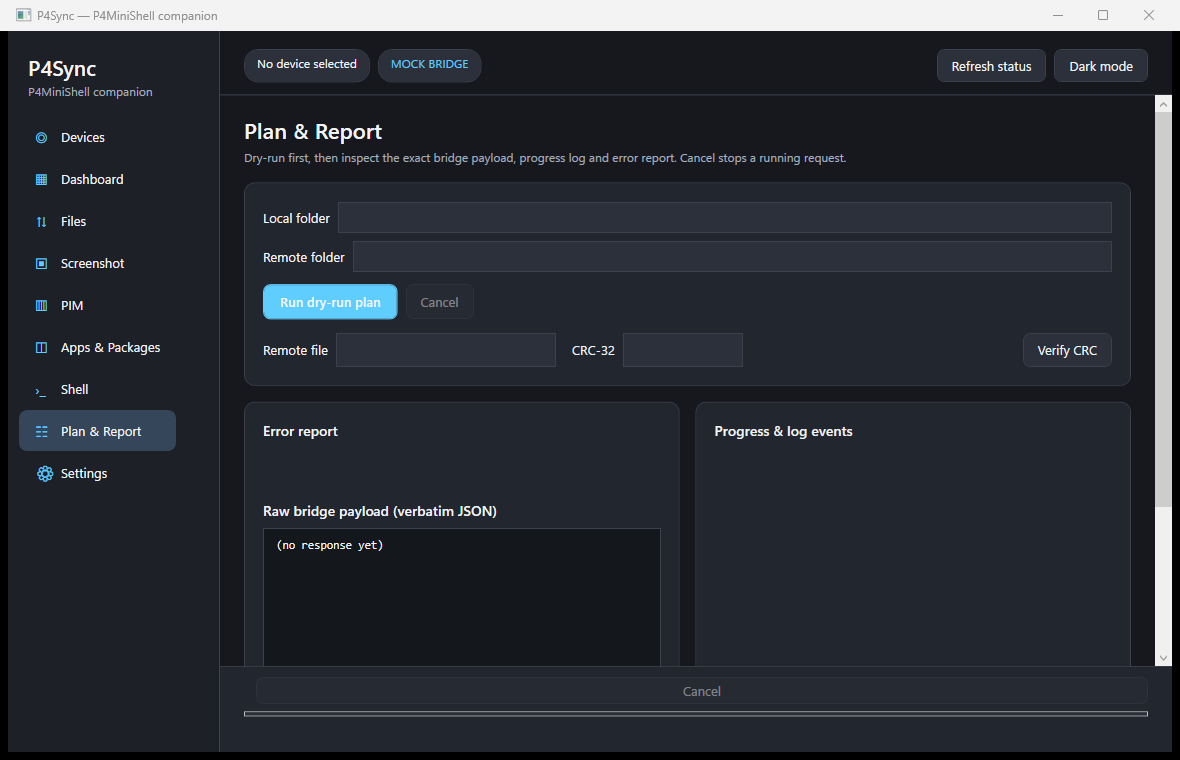 P4Sync — P4MiniShell companion
P4Sync
P4MiniShell companion
Devices
Dashboard
Files
Screenshot
PIM
Apps & Packages
Shell
Plan & Report
Settings
No device selected
MOCK BRIDGE
Refresh status
Dark mode
Plan & Report
Dry-run first, then inspect the exact bridge payload, progress log and error report. Cancel stops a running request.
Local folder
Remote folder
Run dry-run plan
Cancel
Remote file
CRC-32
Verify CRC
Error report
Raw bridge payload (verbatim JSON)
(no response yet)
Progress & log events
Cancel